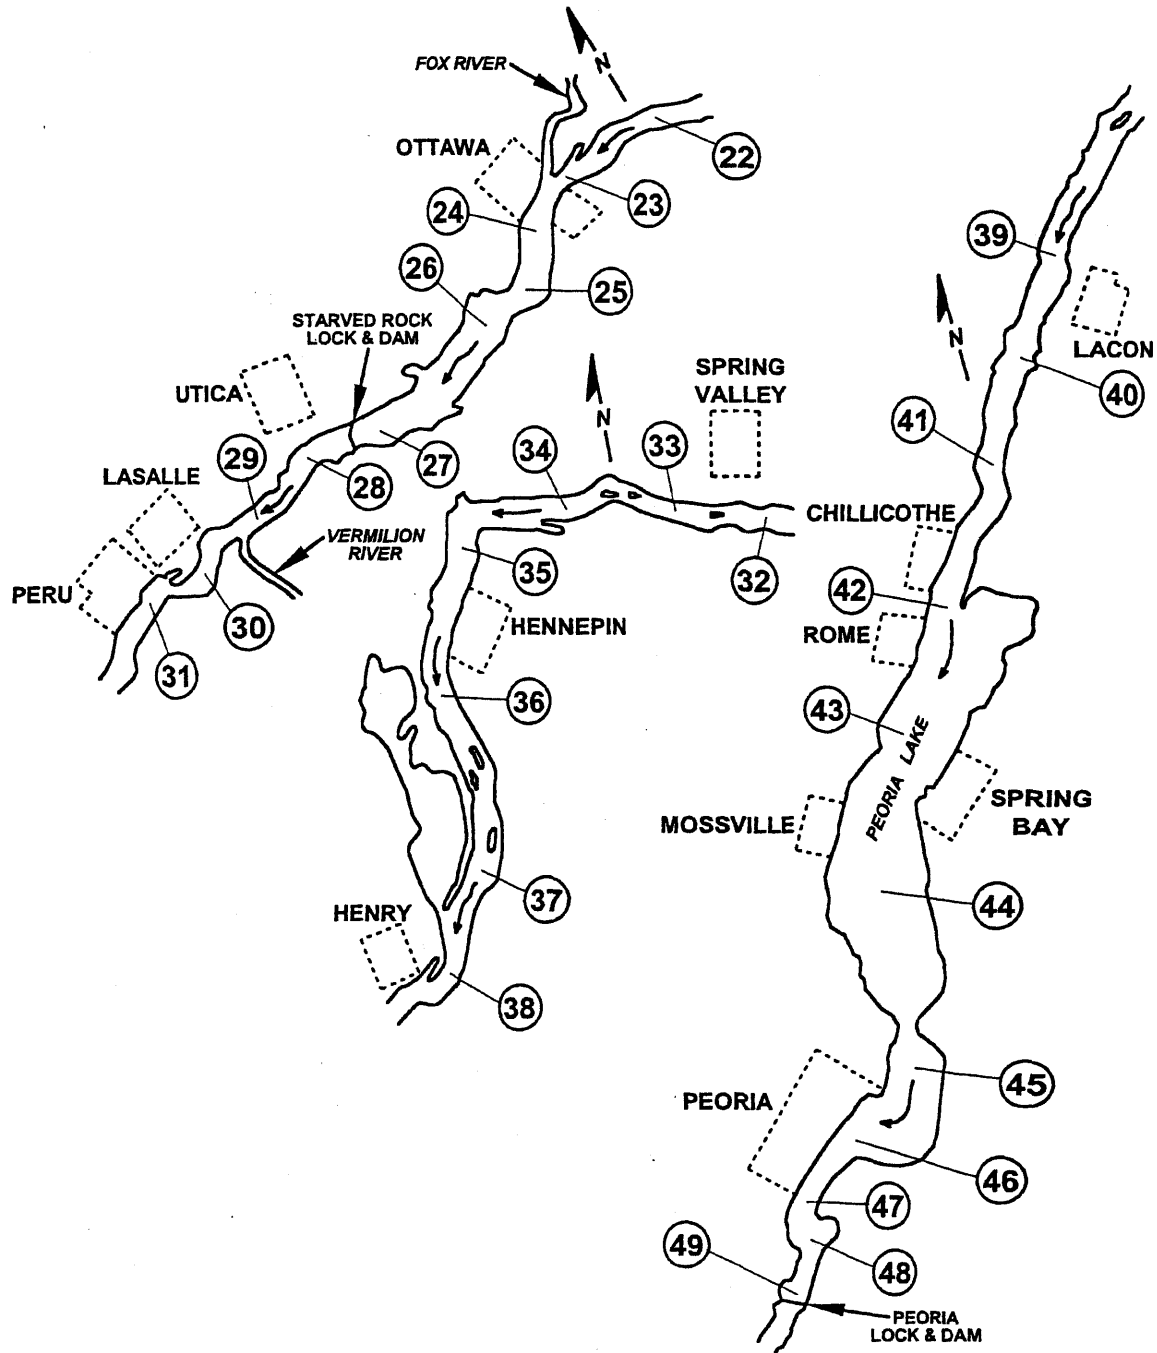 FOX RIVER
N
OTTAWA
22
23
24
26
25
STARVED ROCK
LOCK & DAM
UTICA
27
28
29
LASALLE
VERMILION
RIVER
PERU
30
31
N
SPRING
VALLEY
34
33
32
35
HENNEPIN
36
37
HENRY
38
39
N
LACON
40
41
CHILLICOTHE
42
ROME
43
PEORIA LAKE
MOSSVILLE
SPRING
BAY
44
45
PEORIA
46
47
48
49
PEORIA
LOCK & DAM